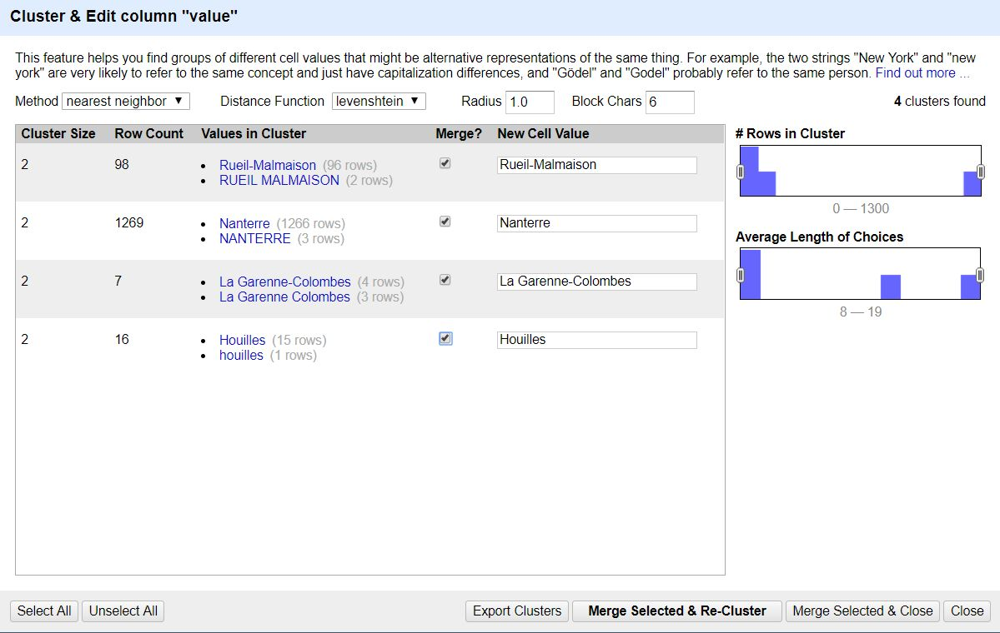 Cluster & Edit column "value"
This feature helps you find groups of different cell values that might be alternative representations of the same thing. For example, the two strings "New York" and "new
york" are very likely to refer to the same concept and just have capitalization differences, and "Gödel" and "Godel" probably refer to the same person. Find out more ...
Method nearest neighbor ▼ Distance Function levenshtein ▼ Radius 1.0 Block Chars 6 4 clusters found
Cluster Size Row Count Values in Cluster Merge? New Cell Value
2 98 • Rueil-Malmaison (96 rows) Rueil-Malmaison
• RUEIL MALMAISON (2 rows)
2 1269 • Nanterre (1266 rows) Nanterre
• NANTERRE (3 rows)
2 7 • La Garenne-Colombes (4 rows) La Garenne-Colombes
• La Garenne Colombes (3 rows)
2 16 • Houilles (15 rows) Houilles
• houilles (1 rows)
# Rows in Cluster
0 — 1300
Average Length of Choices
8 — 19
Select All Unselect All Export Clusters Merge Selected & Re-Cluster Merge Selected & Close Close